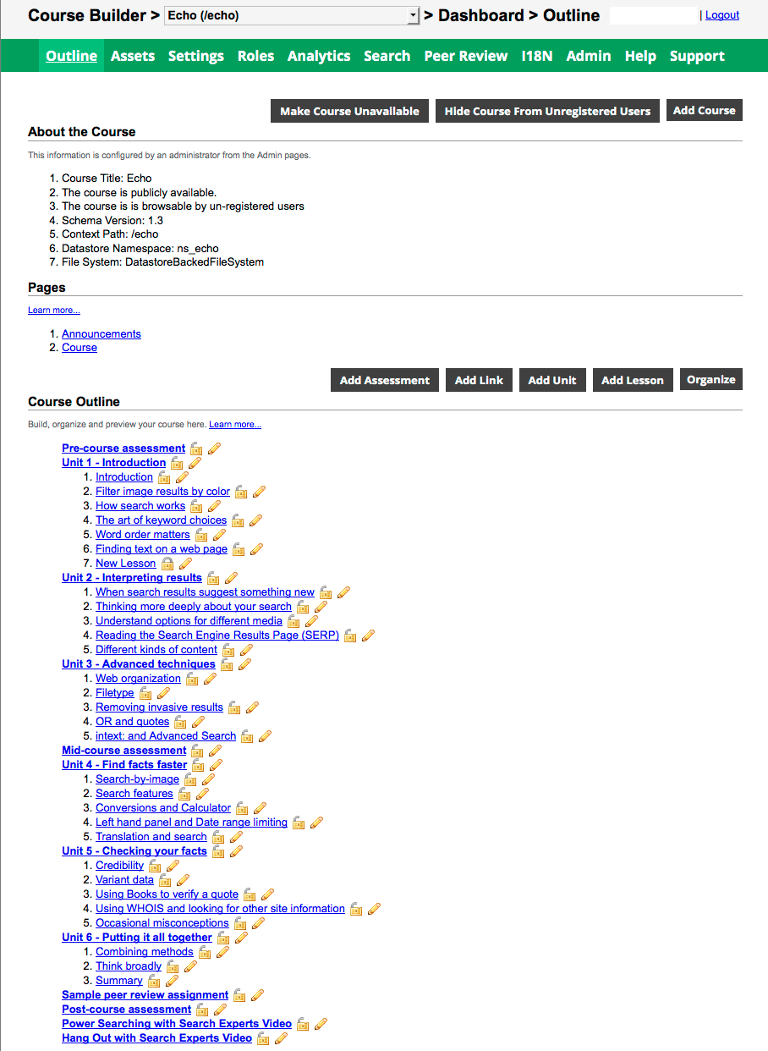 Course Builder > Echo (/echo) > Dashboard > Outline | Logout
Outline Assets Settings Roles Analytics Search Peer Review I18N Admin Help Support
Make Course Unavailable Hide Course From Unregistered Users Add Course
About the Course
This information is configured by an administrator from the Admin pages.
1. Course Title: Echo
2. The course is publicly available.
3. The course is is browsable by un-registered users
4. Schema Version: 1.3
5. Context Path: /echo
6. Datastore Namespace: ns_echo
7. File System: DatastoreBackedFileSystem
Pages
Learn more...
1. Announcements
2. Course
Add Assessment Add Link Add Unit Add Lesson Organize
Course Outline
Build, organize and preview your course here. Learn more...
Pre-course assessment
Unit 1 - Introduction
1. Introduction
2. Filter image results by color
3. How search works
4. The art of keyword choices
5. Word order matters
6. Finding text on a web page
7. New Lesson
Unit 2 - Interpreting results
1. When search results suggest something new
2. Thinking more deeply about your search
3. Understand options for different media
4. Reading the Search Engine Results Page (SERP)
5. Different kinds of content
Unit 3 - Advanced techniques
1. Web organization
2. Filetype
3. Removing invasive results
4. OR and quotes
5. intext: and Advanced Search
Mid-course assessment
Unit 4 - Find facts faster
1. Search-by-image
2. Search features
3. Conversions and Calculator
4. Left hand panel and Date range limiting
5. Translation and search
Unit 5 - Checking your facts
1. Credibility
2. Variant data
3. Using Books to verify a quote
4. Using WHOIS and looking for other site information
5. Occasional misconceptions
Unit 6 - Putting it all together
1. Combining methods
2. Think broadly
3. Summary
Sample peer review assignment
Post-course assessment
Power Searching with Search Experts Video
Hang Out with Search Experts Video